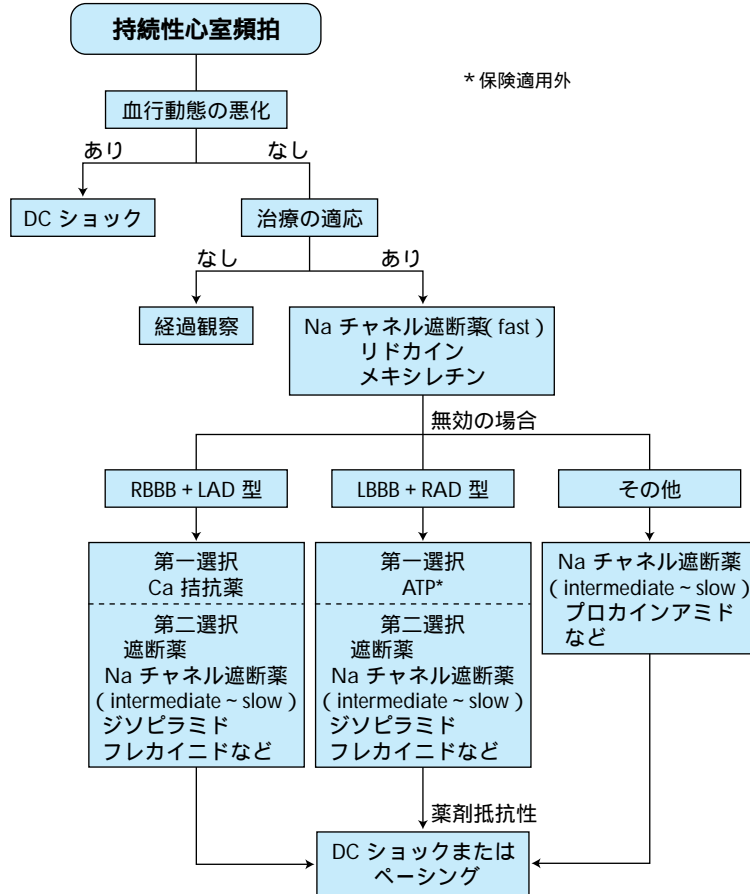 持続性心室頻拍
*保険適用外
血行動態の悪化
あり
なし
DC ショック
治療の適応
なし
あり
経過観察
Na チャネル遮断薬(fast)
リドカイン
メキシレチン
無効の場合
RBBB + LAD 型
LBBB + RAD 型
その他
第一選択
Ca 拮抗薬
第二選択
遮断薬
Na チャネル遮断薬
(intermediate ~ slow)
ジソピラミド
フレカイニドなど
第一選択
ATP*
第二選択
遮断薬
Na チャネル遮断薬
(intermediate ~ slow)
ジソピラミド
フレカイニドなど
Na チャネル遮断薬
(intermediate ~ slow)
プロカインアミド
など
薬剤抵抗性
DC ショックまたは
ペーシング